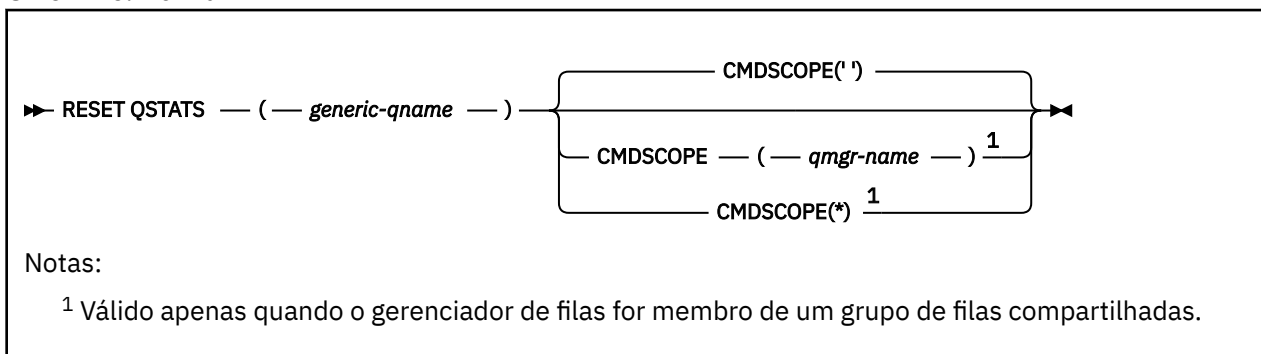 CMDSCOPE(' ')
RESET QSTATS ( generic-qname )
CMDSCOPE ( qmgr-name ) 1
CMDSCOPE(*) 1
Notas:
1 Válido apenas quando o gerenciador de filas for membro de um grupo de filas compartilhadas.